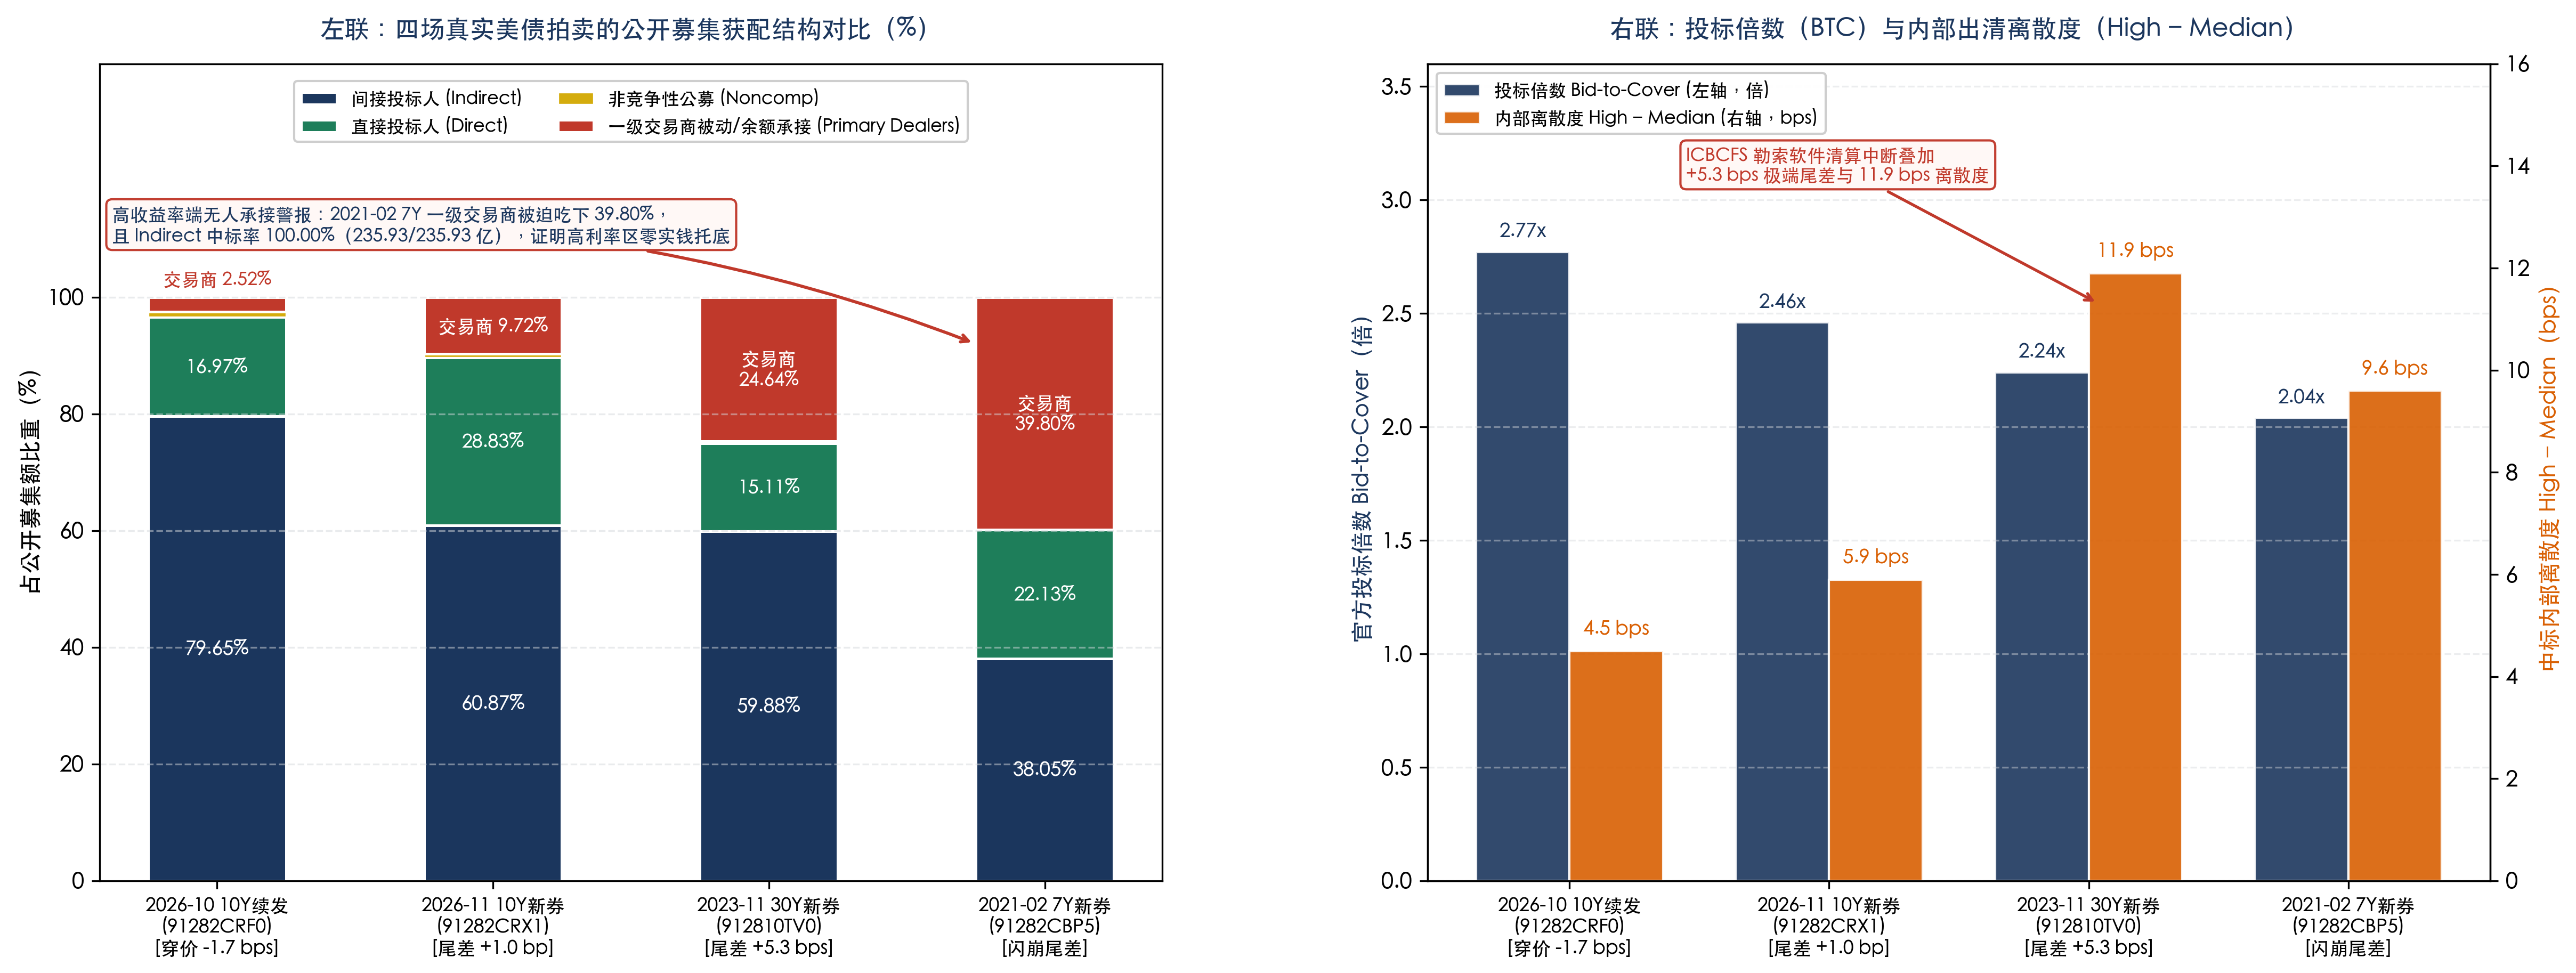 左联：四场真实美债拍卖的公开募集获配结构对比（%）
间接投标人 (Indirect)
直接投标人 (Direct)
非竞争性公募 (Noncomp)
一级交易商被动/余额承接 (Primary Dealers)
高收益率端无人承接警报：2021-02 7Y 一级交易商被迫吃下 39.80%，
且 Indirect 中标率 100.00%（235.93/235.93 亿），证明高利率区零实钱托底
占公开募集额比重（%）
100
80
60
40
20
0
交易商 2.52%
16.97%
79.65%
交易商 9.72%
28.83%
60.87%
交易商
24.64%
15.11%
59.88%
交易商
39.80%
22.13%
38.05%
2026-10 10Y续发
(91282CRF0)
[穿价 -1.7 bps]
2026-11 10Y新券
(91282CRX1)
[尾差 +1.0 bp]
2023-11 30Y新券
(912810TV0)
[尾差 +5.3 bps]
2021-02 7Y新券
(91282CBP5)
[闪崩尾差]
右联：投标倍数（BTC）与内部出清离散度（High − Median）
投标倍数 Bid-to-Cover (左轴，倍)
内部离散度 High − Median (右轴，bps)
ICBCFS 勒索软件清算中断叠加
+5.3 bps 极端尾差与 11.9 bps 离散度
官方投标倍数 Bid-to-Cover（倍）
3.5
3.0
2.5
2.0
1.5
1.0
0.5
0.0
2.77x
4.5 bps
2.46x
5.9 bps
2.24x
11.9 bps
2.04x
9.6 bps
16
14
12
10
8
6
4
2
0
中标内部离散度 High − Median（bps）
2026-10 10Y续发
(91282CRF0)
[穿价 -1.7 bps]
2026-11 10Y新券
(91282CRX1)
[尾差 +1.0 bp]
2023-11 30Y新券
(912810TV0)
[尾差 +5.3 bps]
2021-02 7Y新券
(91282CBP5)
[闪崩尾差]